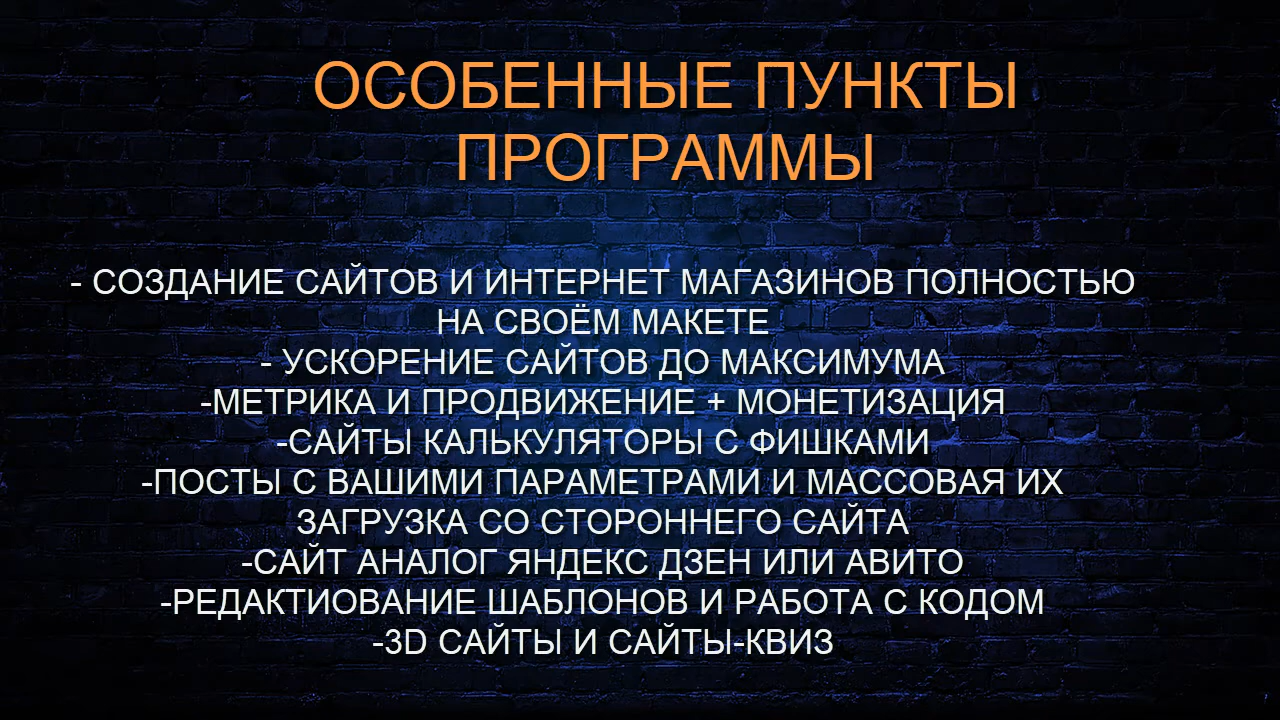 ОСОБЕННЫЕ ПУНКТЫ
ПРОГРАММЫ
- СОЗДАНИЕ САЙТОВ И ИНТЕРНЕТ МАГАЗИНОВ ПОЛНОСТЬЮ
НА СВОЁМ МАКЕТЕ
- УСКОРЕНИЕ САЙТОВ ДО МАКСИМУМА
-МЕТРИКА И ПРОДВИЖЕНИЕ + МОНЕТИЗАЦИЯ
-САЙТЫ КАЛЬКУЛЯТОРЫ С ФИШКАМИ
-ПОСТЫ С ВАШИМИ ПАРАМЕТРАМИ И МАССОВАЯ ИХ
ЗАГРУЗКА СО СТОРОННЕГО САЙТА
-САЙТ АНАЛОГ ЯНДЕКС ДЗЕН ИЛИ АВИТО
-РЕДАКТИОВАНИЕ ШАБЛОНОВ И РАБОТА С КОДОМ
-3D САЙТЫ И САЙТЫ-КВИЗ